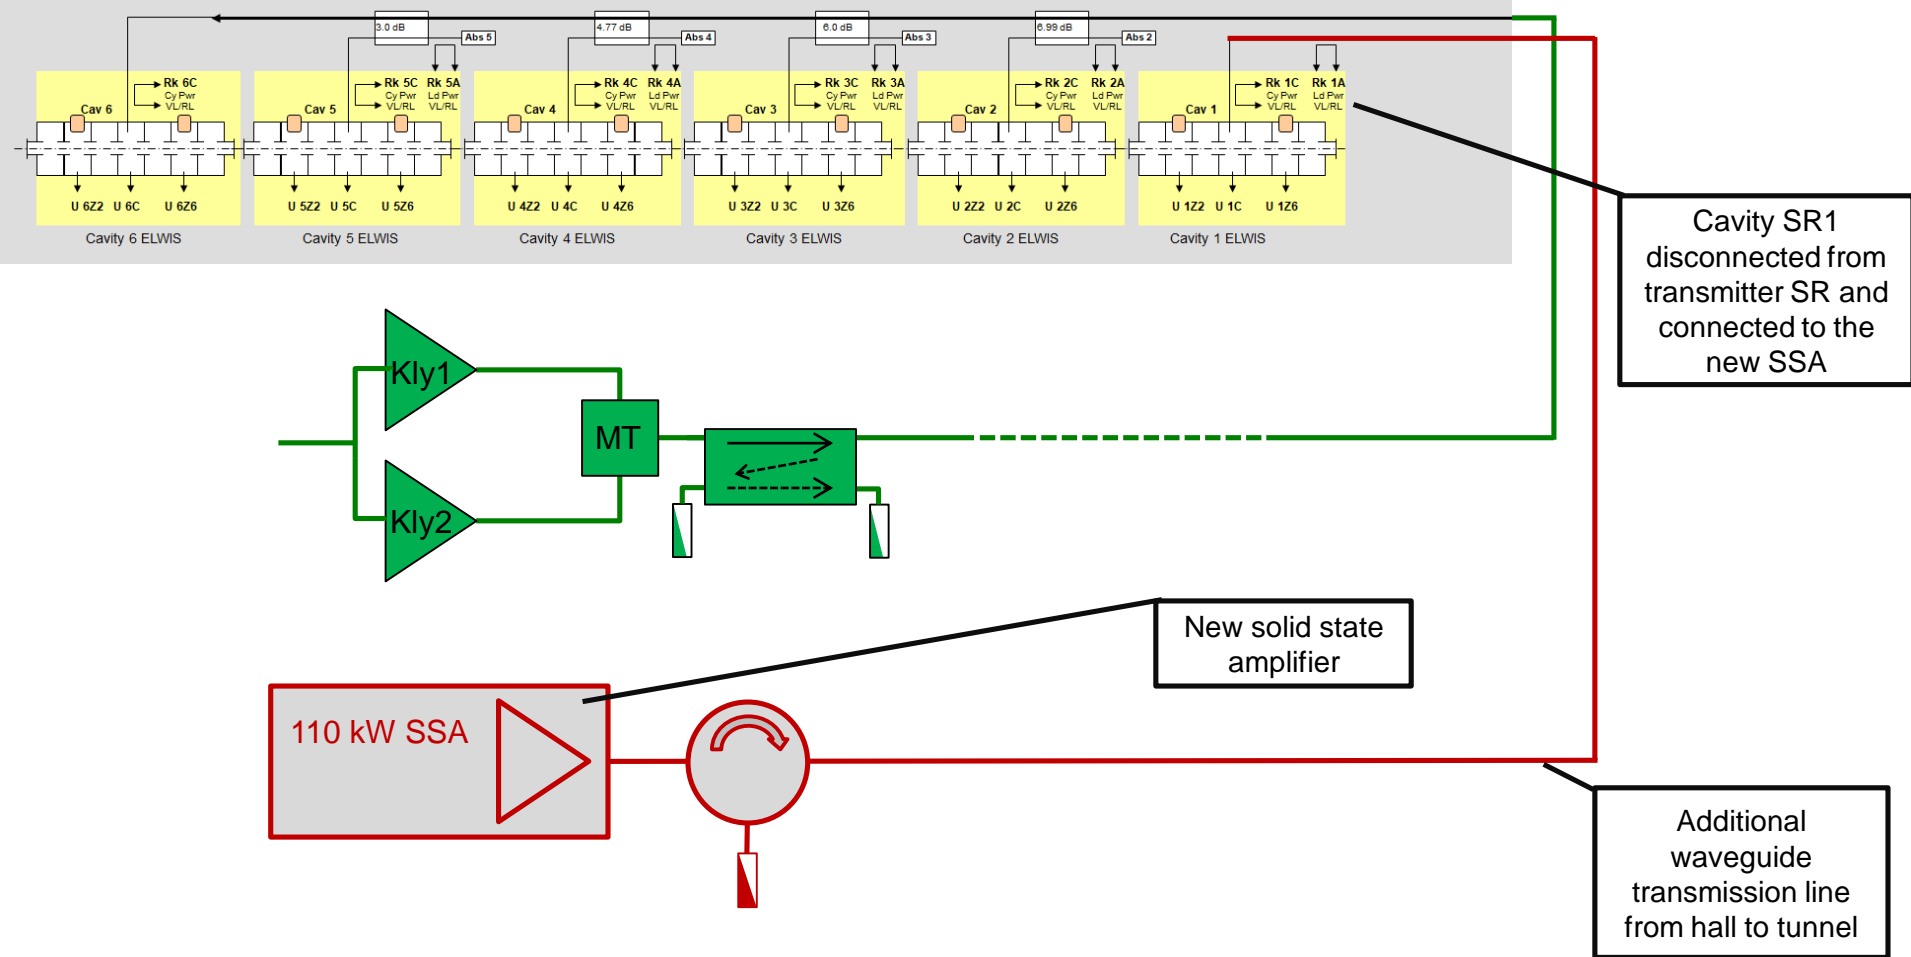 3.0 dB
4.77 dB
6.0 dB
6.99 dB
Abs 5
Abs 4
Abs 3
Abs 2
Rk 6C
Cy Pwr
VL/RL
Rk 5C
Cy Pwr
VL/RL
Rk 5A
Ld Pwr
VL/RL
Rk 4C
Cy Pwr
VL/RL
Rk 4A
Ld Pwr
VL/RL
Rk 3C
Cy Pwr
VL/RL
Rk 3A
Ld Pwr
VL/RL
Rk 2C
Cy Pwr
VL/RL
Rk 2A
Ld Pwr
VL/RL
Rk 1C
Cy Pwr
VL/RL
Rk 1A
Ld Pwr
VL/RL
Cav 6
Cav 5
Cav 4
Cav 3
Cav 2
Cav 1
U 6Z2 U 6C U 6Z6
U 5Z2 U 5C U 5Z6
U 4Z2 U 4C U 4Z6
U 3Z2 U 3C U 3Z6
U 2Z2 U 2C U 2Z6
U 1Z2 U 1C U 1Z6
Cavity 6 ELWIS
Cavity 5 ELWIS
Cavity 4 ELWIS
Cavity 3 ELWIS
Cavity 2 ELWIS
Cavity 1 ELWIS
Cavity SR1
disconnected from
transmitter SR and
connected to the
new SSA
Kly1
MT
Kly2
New solid state
amplifier
110 kW SSA
Additional
waveguide
transmission line
from hall to tunnel